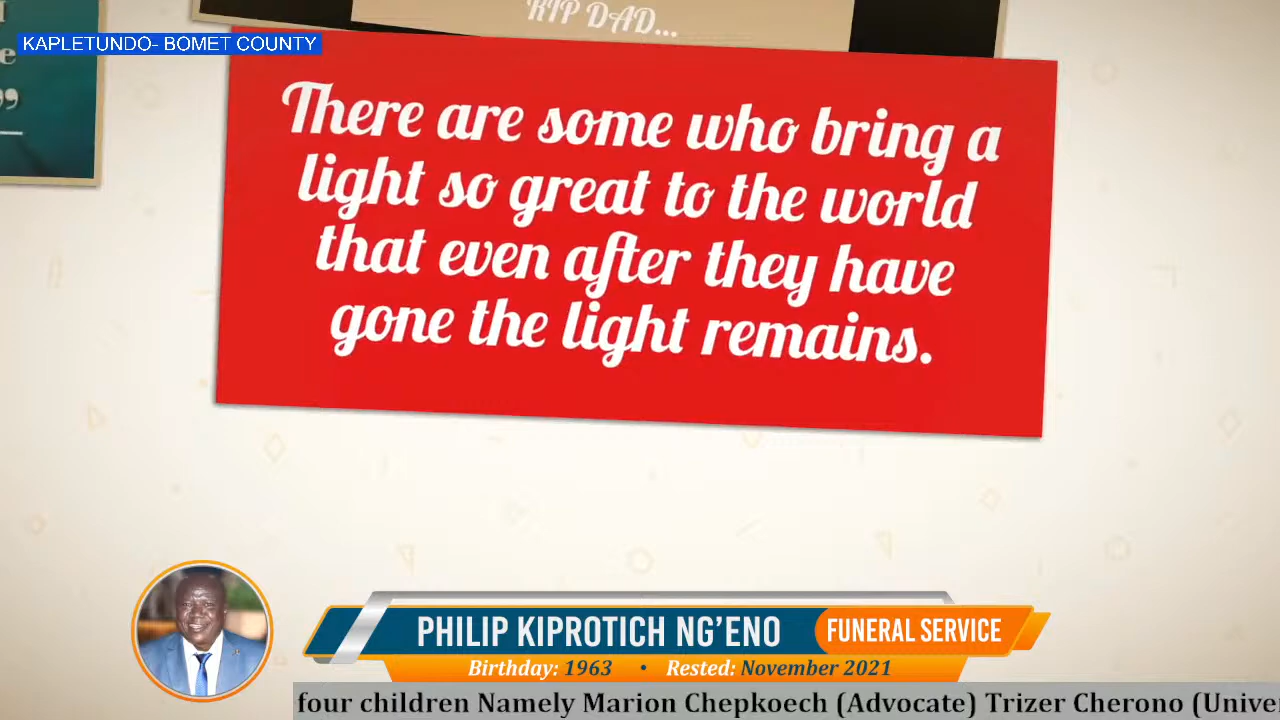 RIP DAD...
KAPLETUNDO- BOMET COUNTY
There are some who bring a
light so great to the world
that even after they have
gone the light remains.
PHILIP KIPROTICH NG'ENO
FUNERAL SERVICE
Birthday: 1963 • Rested: November 2021
four children Namely Marion Chepkoech (Advocate) Trizer Cherono